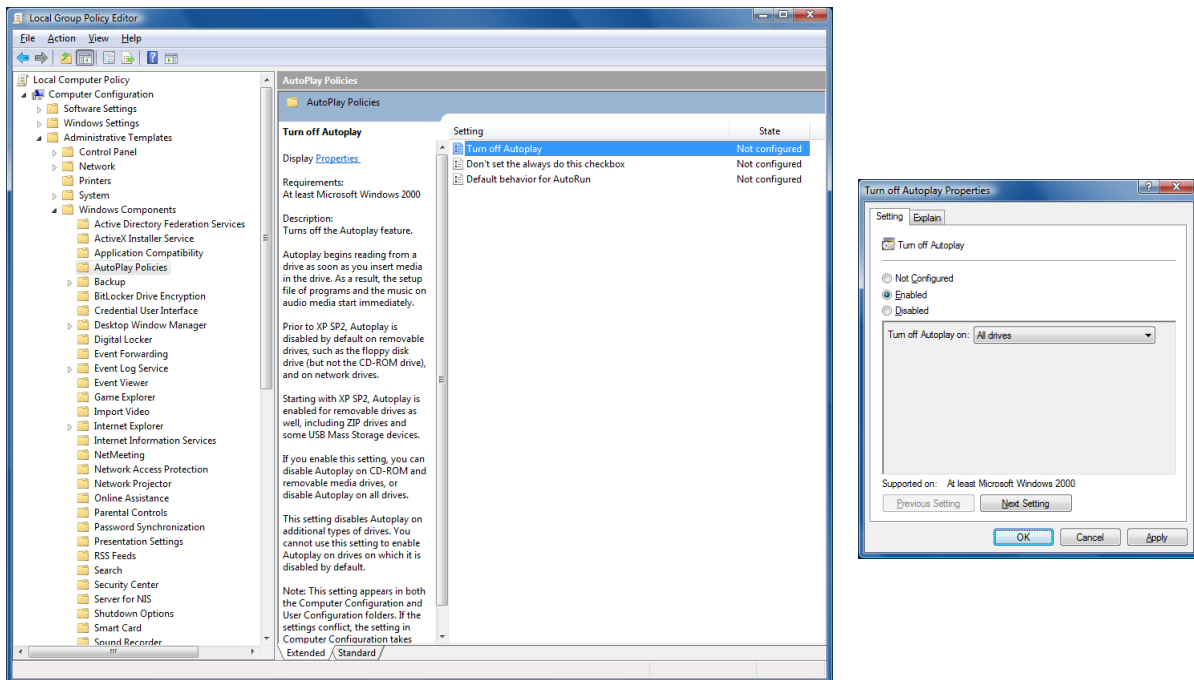 Local Group Policy Editor
File Action View Help
Local Computer Policy
Computer Configuration
Software Settings
Windows Settings
Administrative Templates
Control Panel
Network
Printers
System
Windows Components
Active Directory Federation Services
ActiveX Installer Service
Application Compatibility
AutoPlay Policies
Backup
BitLocker Drive Encryption
Credential User Interface
Desktop Window Manager
Digital Locker
Event Forwarding
Event Log Service
Event Viewer
Game Explorer
Import Video
Internet Explorer
Internet Information Services
NetMeeting
Network Access Protection
Network Projector
Online Assistance
Parental Controls
Password Synchronization
Presentation Settings
RSS Feeds
Search
Security Center
Server for NIS
Shutdown Options
Smart Card
Sound Recorder
AutoPlay Policies
AutoPlay Policies
Turn off Autoplay
Display Properties
Requirements:
At least Microsoft Windows 2000
Description:
Turns off the Autoplay feature.
Autoplay begins reading from a
drive as soon as you insert media
in the drive. As a result, the setup
file of programs and the music on
audio media start immediately.
Prior to XP SP2, Autoplay is
disabled by default on removable
drives, such as the floppy disk
drive (but not the CD-ROM drive),
and on network drives.
Starting with XP SP2, Autoplay is
enabled for removable drives as
well, including ZIP drives and
some USB Mass Storage devices.
If you enable this setting, you can
disable Autoplay on CD-ROM and
removable media drives, or
disable Autoplay on all drives.
This setting disables Autoplay on
additional types of drives. You
cannot use this setting to enable
Autoplay on drives on which it is
disabled by default.
Note: This setting appears in both
the Computer Configuration and
User Configuration folders. If the
settings conflict, the setting in
Computer Configuration takes
Setting State
Turn off Autoplay Not configured
Don't set the always do this checkbox Not configured
Default behavior for AutoRun Not configured
Extended Standard
Turn off Autoplay Properties
Setting Explain
Turn off Autoplay
Not Configured
Enabled
Disabled
Turn off Autoplay on: All drives
Supported on: At least Microsoft Windows 2000
Previous Setting Next Setting
OK Cancel Apply